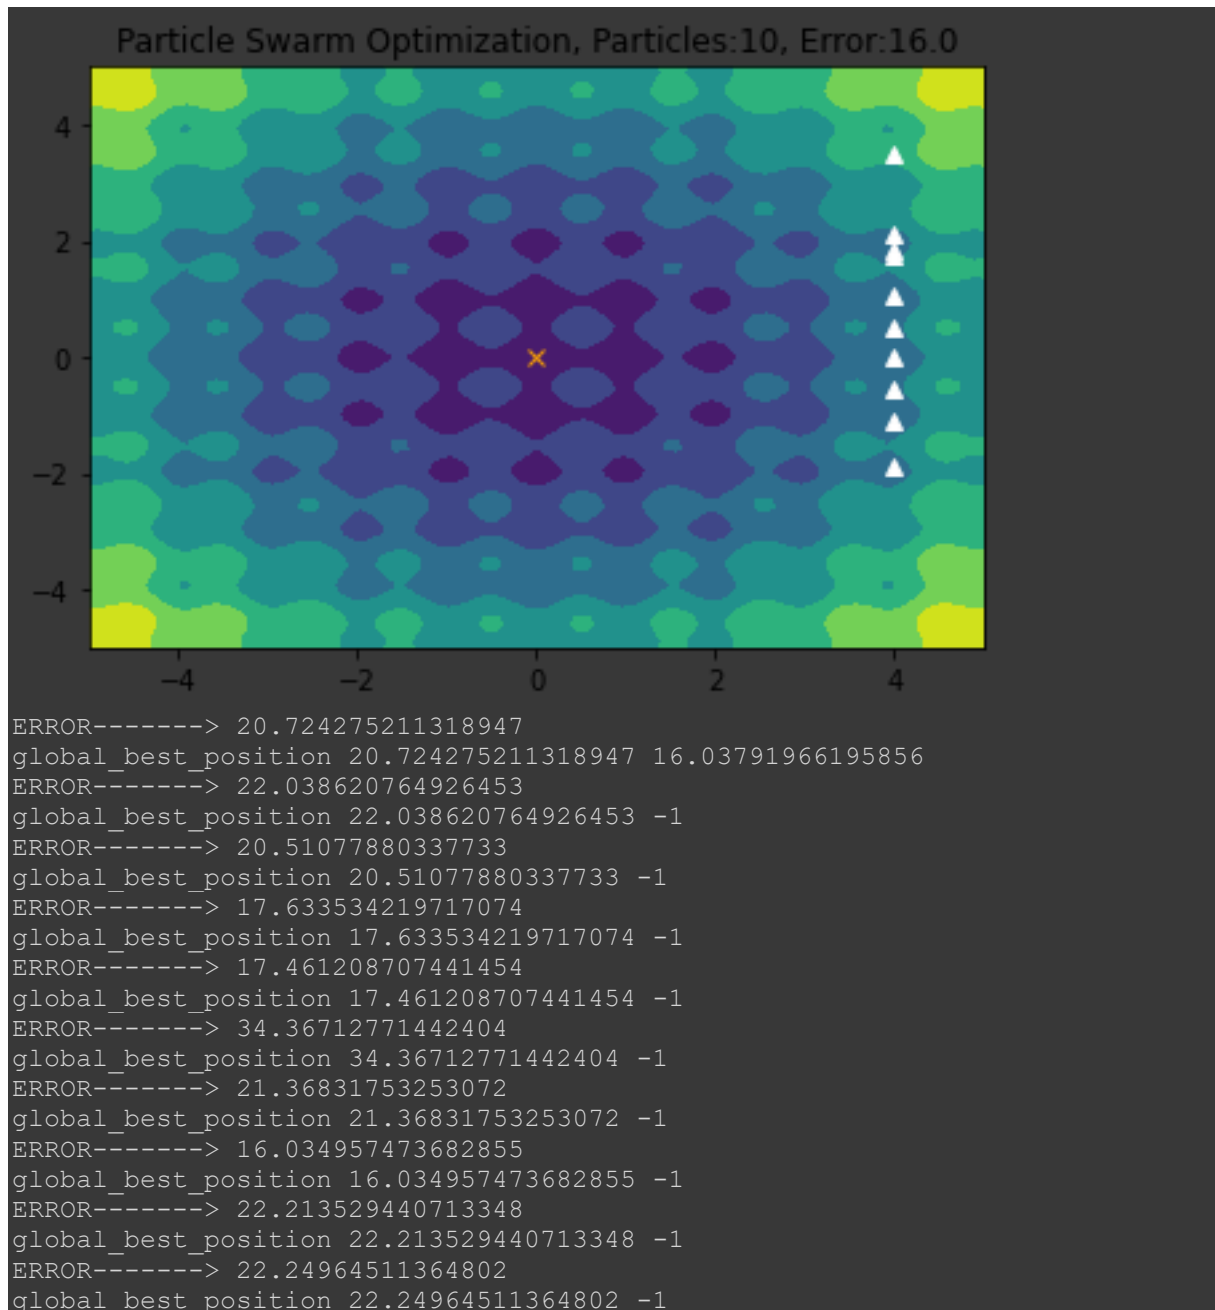 Particle Swarm Optimization, Particles:10, Error:16.0
4
2
0
−2
−4
−4 −2 0 2 4
ERROR-------> 20.724275211318947
global_best_position 20.724275211318947 16.03791966195856
ERROR-------> 22.038620764926453
global_best_position 22.038620764926453 -1
ERROR-------> 20.51077880337733
global_best_position 20.51077880337733 -1
ERROR-------> 17.633534219717074
global_best_position 17.633534219717074 -1
ERROR-------> 17.461208707441454
global_best_position 17.461208707441454 -1
ERROR-------> 34.36712771442404
global_best_position 34.36712771442404 -1
ERROR-------> 21.36831753253072
global_best_position 21.36831753253072 -1
ERROR-------> 16.034957473682855
global_best_position 16.034957473682855 -1
ERROR-------> 22.213529440713348
global_best_position 22.213529440713348 -1
ERROR-------> 22.24964511364802
global_best_position 22.24964511364802 -1